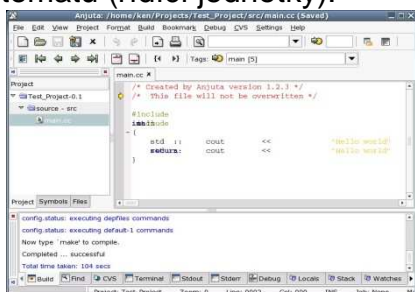 Anjuta: /home/ken/Projects/Test_Project/src/main.cc (Saved)
File Edit View Project Format Build Bookmark Debug CVS Settings Help
Tags: main [5]
main.cc
Project
/* Created by Anjuta version 1.2.3 */
/* This file will not be overwritten */
Test_Project-0.1
source - src
main.cc
#include
{
std :: cout << "Hello world!
cout << "Hello world!
}
Project Symbols Files
config.status: executing depfiles commands
config.status: executing default-1 commands
Now type `make' to compile.
Completed ... successful
Total time taken: 104 secs
Build Find CVS Terminal Stdout Stderr Debug Locals Stack Watches